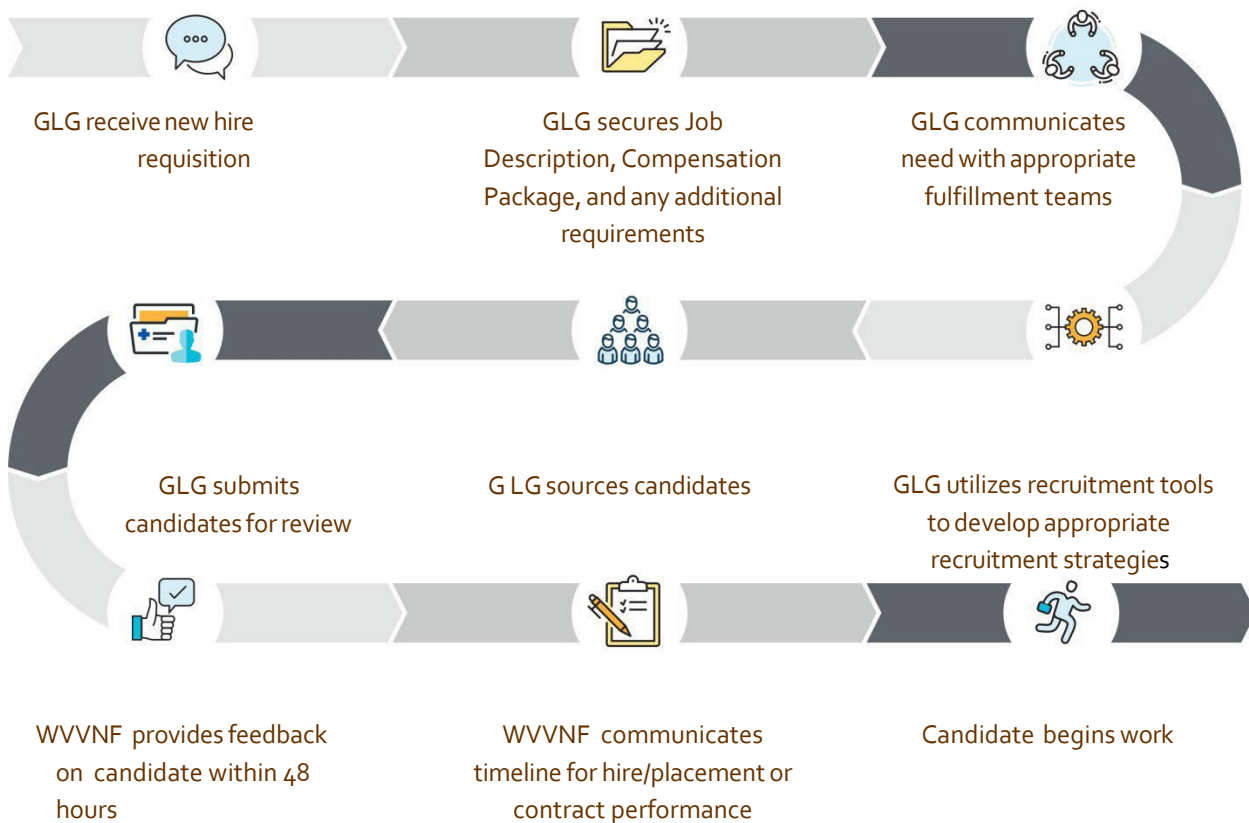 GLG receive new hire
requisition
GLG secures Job
Description, Compensation
Package, and any additional
requirements
GLG communicates
need with appropriate
fulfillment teams
GLG submits
candidates for review
G LG sources candidates
GLG utilizes recruitment tools
to develop appropriate
recruitment strategies
WVVNF provides feedback
on candidate within 48
hours
WVVNF communicates
timeline for hire/placement or
contract performance
Candidate begins work